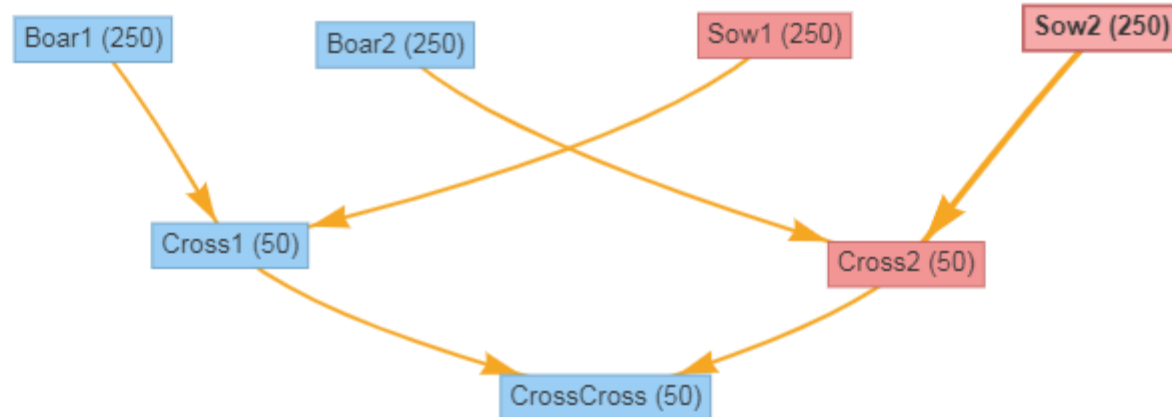 Boar1 (250)
Boar2 (250)
Sow1 (250)
Sow2 (250)
Cross1 (50)
Cross2 (50)
CrossCross (50)